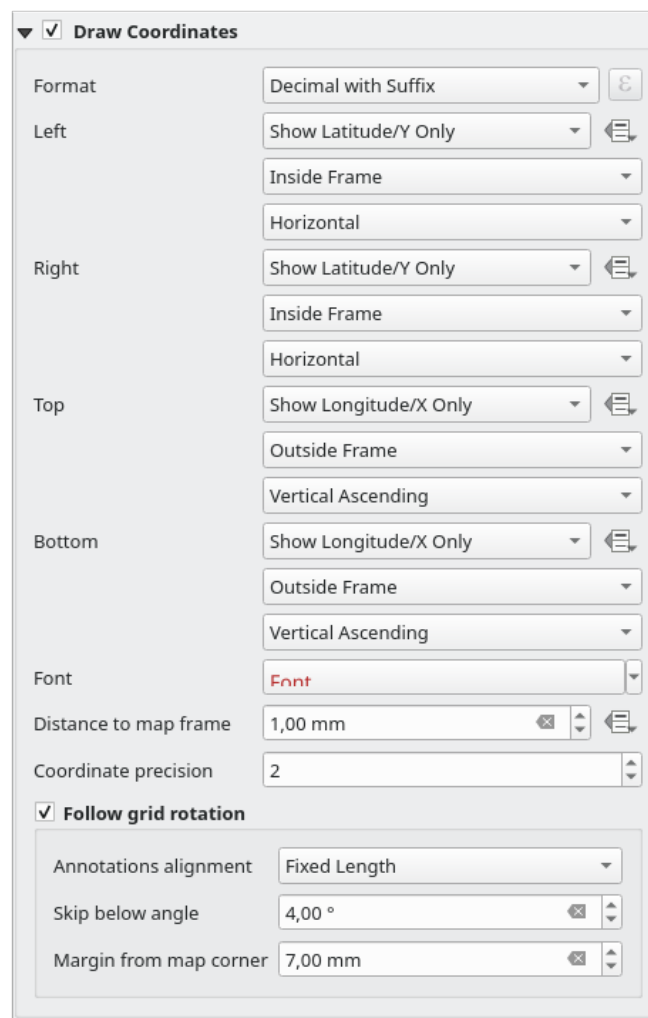 Draw Coordinates
Format Decimal with Suffix ε
Left Show Latitude/Y Only
Inside Frame
Horizontal
Right Show Latitude/Y Only
Inside Frame
Horizontal
Top Show Longitude/X Only
Outside Frame
Vertical Ascending
Bottom Show Longitude/X Only
Outside Frame
Vertical Ascending
Font Font
Distance to map frame 1,00 mm
Coordinate precision 2
Follow grid rotation
Annotations alignment Fixed Length
Skip below angle 4,00 °
Margin from map corner 7,00 mm